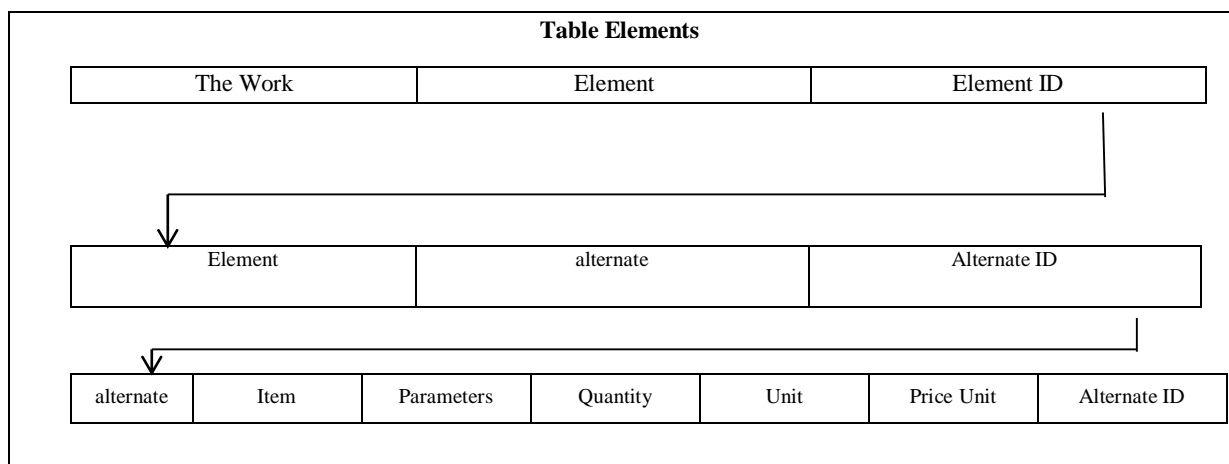 Table Elements
The Work Element Element ID
Element alternate Alternate ID
alternate Item Parameters Quantity Unit Price Unit Alternate ID